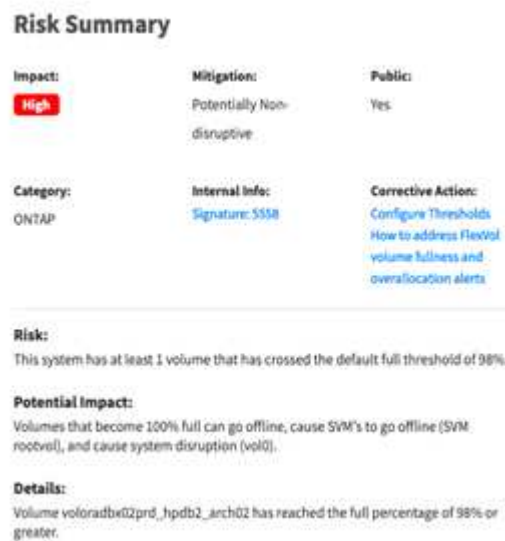 Risk Summary
Impact: Mitigation: Public:
High Potentially Non- Yes
disruptive
Category: Internal Info: Corrective Action:
ONTAP Signature: 5558 Configure Thresholds
How to address FlexVol
volume fullness and
overallocation alerts
Risk:
This system has at least 1 volume that has crossed the default full threshold of 98%
Potential Impact:
Volumes that become 100% full can go offline, cause SVM's to go offline (SVM
rootvol), and cause system disruption (vol0).
Details:
Volume voloradbx02prd_hpdb2_arch02 has reached the full percentage of 98% or
greater.